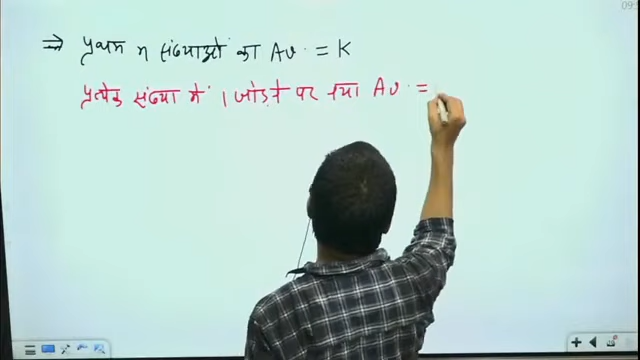 ⇒ प्रथम n संख्याओं का Av. = K
प्रत्येक संख्या में 1 जोड़ने पर नया Av. =